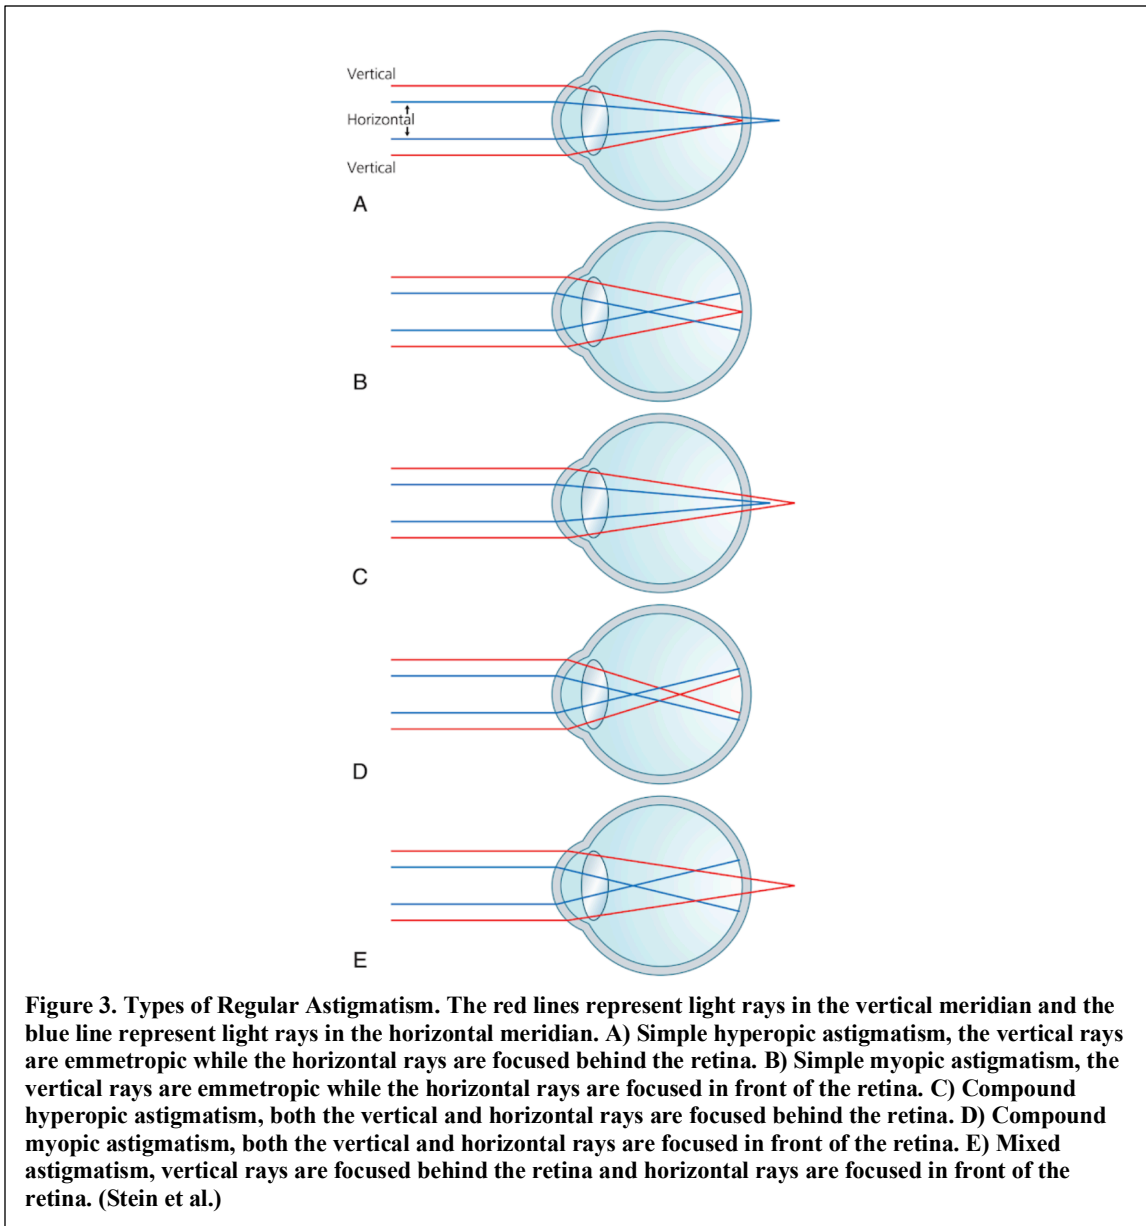 Vertical
Horizontal
Vertical
A
B
C
D
E
Figure 3. Types of Regular Astigmatism. The red lines represent light rays in the vertical meridian and the
blue line represent light rays in the horizontal meridian. A) Simple hyperopic astigmatism, the vertical rays
are emmetropic while the horizontal rays are focused behind the retina. B) Simple myopic astigmatism, the
vertical rays are emmetropic while the horizontal rays are focused in front of the retina. C) Compound
hyperopic astigmatism, both the vertical and horizontal rays are focused behind the retina. D) Compound
myopic astigmatism, both the vertical and horizontal rays are focused in front of the retina. E) Mixed
astigmatism, vertical rays are focused behind the retina and horizontal rays are focused in front of the
retina. (Stein et al.)